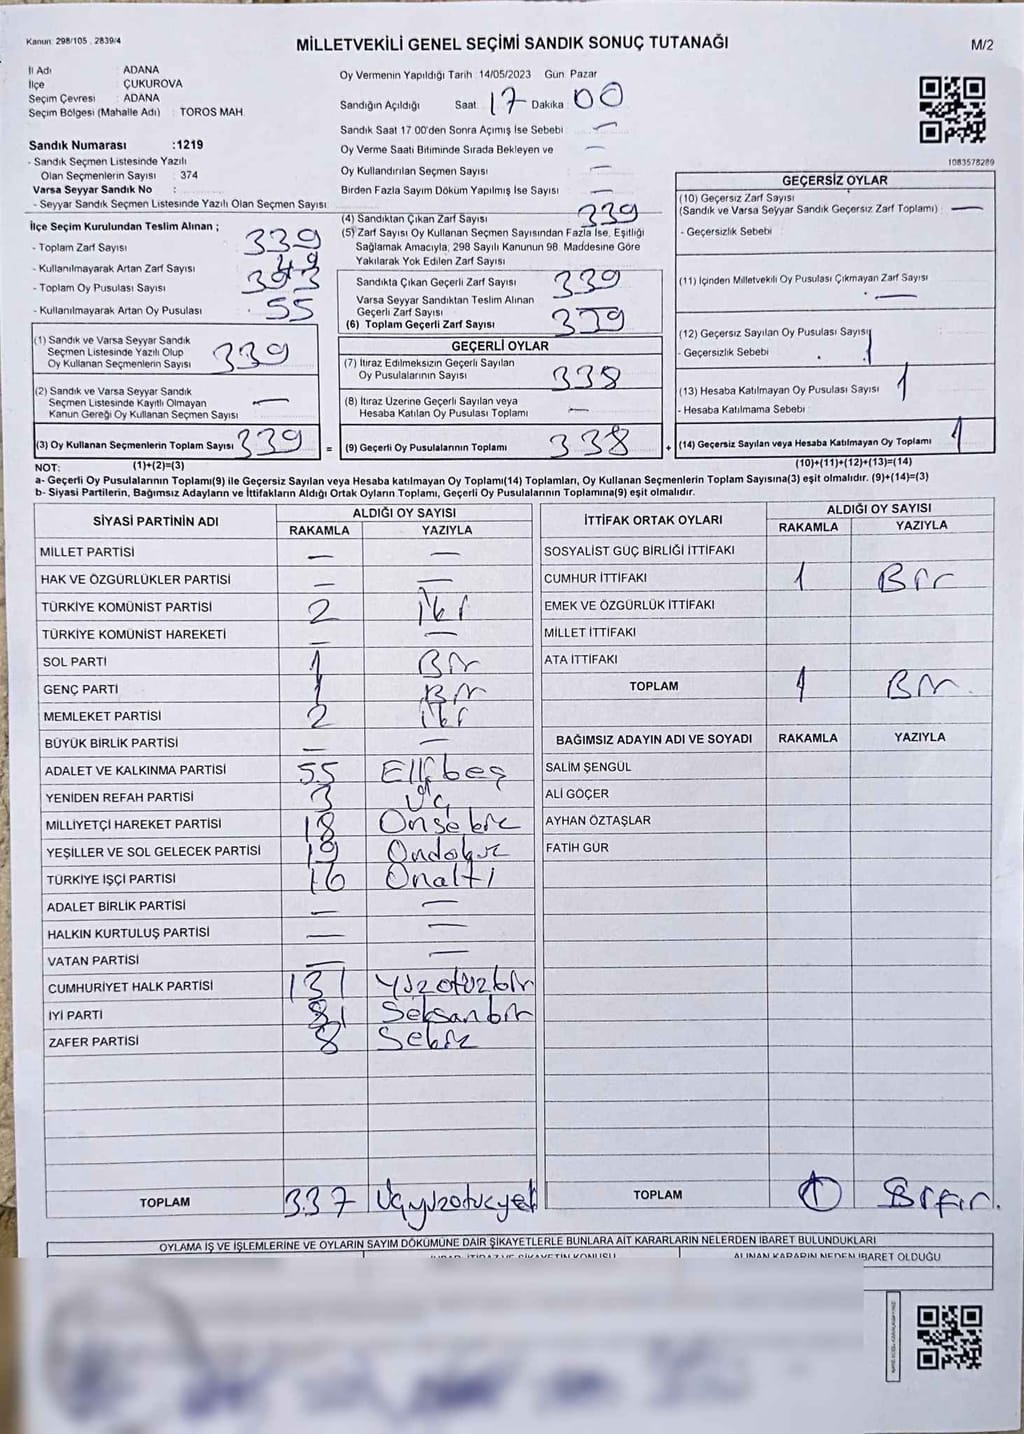 Kanun: 298/105 , 2839/4
MİLLETVEKİLİ GENEL SEÇİMİ SANDIK SONUÇ TUTANAĞI
M/2
İl Adı ADANA
İlçe ÇUKUROVA
Seçim Çevresi ADANA
Seçim Bölgesi (Mahalle Adı) TOROS MAH.
Oy Vermenin Yapıldığı Tarih : 14/05/2023 Gün: Pazar
Sandığın Açıldığı Saat: 17 Dakika: 00
Sandık Saat 17 00'den Sonra Açımış İse Sebebi : —
Oy Verme Saati Bitiminde Sırada Bekleyen ve —
Oy Kullandırılan Seçmen Sayısı —
Birden Fazla Sayım Döküm Yapılmış İse Sayısı —
1083578289
Sandık Numarası :1219
- Sandık Seçmen Listesinde Yazılı
Olan Seçmenlerin Sayısı : 374
Varsa Seyyar Sandık No :
- Seyyar Sandık Seçmen Listesinde Yazılı Olan Seçmen Sayısı:
İlçe Seçim Kurulundan Teslim Alınan ;
- Toplam Zarf Sayısı 339
- Kullanılmayarak Artan Zarf Sayısı
- Toplam Oy Pusulası Sayısı
- Kullanılmayarak Artan Oy Pusulası 55
(1) Sandık ve Varsa Seyyar Sandık
Seçmen Listesinde Yazılı Olup
Oy Kullanan Seçmenlerin Sayısı 339
(2) Sandık ve Varsa Seyyar Sandık
Seçmen Listesinde Kayıtlı Olmayan
Kanun Gereği Oy Kullanan Seçmen Sayısı —
(3) Oy Kullanan Seçmenlerin Toplam Sayısı 339 =
(4) Sandıktan Çıkan Zarf Sayısı 339
(5) Zarf Sayısı Oy Kullanan Seçmen Sayısından Fazla İse, Eşitliği
Sağlamak Amacıyla, 298 Sayılı Kanunun 98. Maddesine Göre
Yakılarak Yok Edilen Zarf Sayısı
Sandıkta Çıkan Geçerli Zarf Sayısı 339
Varsa Seyyar Sandıktan Teslim Alınan
Geçerli Zarf Sayısı
(6) Toplam Geçerli Zarf Sayısı 339
GEÇERLİ OYLAR
(7) İtiraz Edilmeksizin Geçerli Sayılan
Oy Pusulalarının Sayısı 338
(8) İtiraz Üzerine Geçerli Sayılan veya
Hesaba Katılan Oy Pusulası Toplamı —
(9) Geçerli Oy Pusulalarının Toplamı 338 +
GEÇERSİZ OYLAR
(10) Geçersiz Zarf Sayısı
(Sandık ve Varsa Seyyar Sandık Geçersiz Zarf Toplamı) : —
- Geçersizlik Sebebi :
(11) İçinden Milletvekili Oy Pusulası Çıkmayan Zarf Sayısı
: —
(12) Geçersiz Sayılan Oy Pusulası Sayısı
- Geçersizlik Sebebi : 1
(13) Hesaba Katılmayan Oy Pusulası Sayısı 1
- Hesaba Katılmama Sebebi :
(14) Geçersiz Sayılan veya Hesaba Katılmayan Oy Toplamı 1
NOT: (1)+(2)=(3) (10)+(11)+(12)+(13)=(14)
a- Geçerli Oy Pusulalarının Toplamı(9) ile Geçersiz Sayılan veya Hesaba katılmayan Oy Toplamı(14) Toplamları, Oy Kullanan Seçmenlerin Toplam Sayısına(3) eşit olmalıdır. (9)+(14)=(3)
b- Siyasi Partilerin, Bağımsız Adayların ve İttifakların Aldığı Ortak Oyların Toplamı, Geçerli Oy Pusulalarının Toplamına(9) eşit olmalıdır.
SİYASİ PARTİNİN ADI ALDIĞI OY SAYISI
RAKAMLA YAZIYLA
MİLLET PARTİSİ — —
HAK VE ÖZGÜRLÜKLER PARTİSİ — —
TÜRKİYE KOMÜNİST PARTİSİ 2 İki
TÜRKİYE KOMÜNİST HAREKETİ — —
SOL PARTİ 1 Bir
GENÇ PARTİ 1 Bir
MEMLEKET PARTİSİ 2 İki
BÜYÜK BİRLİK PARTİSİ — —
ADALET VE KALKINMA PARTİSİ 55 Ellibeş
YENİDEN REFAH PARTİSİ 3 Üç
MİLLİYETÇİ HAREKET PARTİSİ 18 Onsekiz
YEŞİLLER VE SOL GELECEK PARTİSİ 19 Ondokuz
TÜRKİYE İŞÇİ PARTİSİ 16 Onaltı
ADALET BİRLİK PARTİSİ — —
HALKIN KURTULUŞ PARTİSİ — —
VATAN PARTİSİ — —
CUMHURİYET HALK PARTİSİ 131 Yüzotuzbir
İYİ PARTİ 81 Seksanbir
ZAFER PARTİSİ 8 Sekiz
TOPLAM 337 Üçyüzotuzyedi
İTTİFAK ORTAK OYLARI ALDIĞI OY SAYISI
RAKAMLA YAZIYLA
SOSYALİST GÜÇ BİRLİĞİ İTTİFAKI
CUMHUR İTTİFAKI 1 Bir
EMEK VE ÖZGÜRLÜK İTTİFAKI
MİLLET İTTİFAKI
ATA İTTİFAKI
TOPLAM 1 Bir
BAĞIMSIZ ADAYIN ADI VE SOYADI RAKAMLA YAZIYLA
SALİM ŞENGÜL
ALİ GÖÇER
AYHAN ÖZTAŞLAR
FATİH GÜR
TOPLAM
OYLAMA İŞ VE İŞLEMLERİNE VE OYLARIN SAYIM DÖKÜMÜNE DAİR ŞİKAYETLERLE BUNLARA AİT KARARLARIN NELERDEN İBARET BULUNDUKLARI
ALINAN KARARIN NEDEN İBARET OLDUĞU